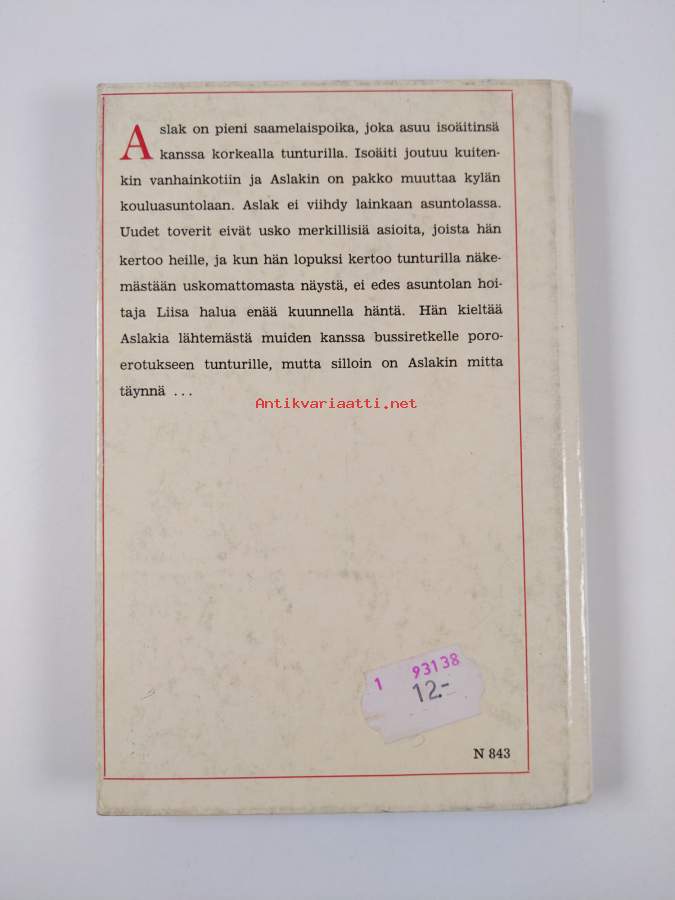 Aslak on pieni saamelaispoika, joka asuu isoäitinsä
kanssa korkealla tunturilla. Isoäiti joutuu kuiten-
kin vanhainkotiin ja Aslakin on pakko muuttaa kylän
kouluasuntolaan. Aslak ei viihdy lainkaan asuntolassa.
Uudet toverit eivät usko merkillisiä asioita, joista hän
kertoo heille, ja kun hän lopuksi kertoo tunturilla näke-
mästään uskomattomasta näystä, ei edes asuntolan hoi-
taja Liisa halua enää kuunnella häntä. Hän kieltää
Aslakia lähtemästä muiden kanssa bussiretkelle poro-
erotukseen tunturille, mutta silloin on Aslakin mitta
täynnä ...
Antikvariaatti.net
1 93138
12.-
N 843